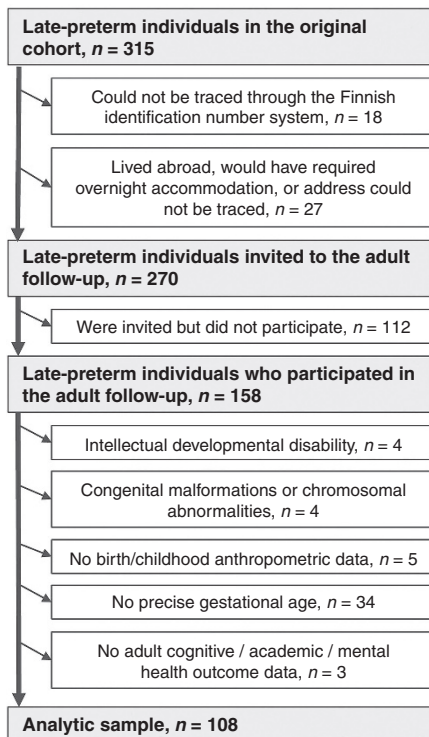 Late-preterm individuals in the original
cohort, n = 315
Could not be traced through the Finnish
identification number system, n = 18
Lived abroad, would have required
overnight accommodation, or address could
not be traced, n = 27
Late-preterm individuals invited to the adult
follow-up, n = 270
Were invited but did not participate, n = 112
Late-preterm individuals who participated in
the adult follow-up, n = 158
Intellectual developmental disability, n = 4
Congenital malformations or chromosomal
abnormalities, n = 4
No birth/childhood anthropometric data, n = 5
No precise gestational age, n = 34
No adult cognitive / academic / mental
health outcome data, n = 3
Analytic sample, n = 108